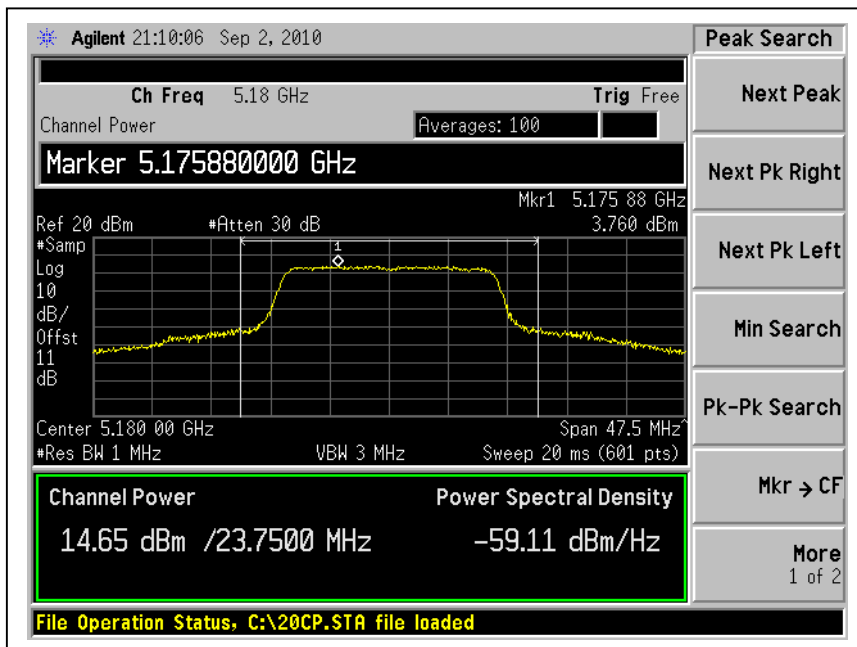 Agilent 21:10:06 Sep 2, 2010
Peak Search
Ch Freq 5.18 GHz Trig Free
Channel Power Averages: 100
Marker 5.175880000 GHz
Mkr1 5.175 88 GHz
Ref 20 dBm #Atten 30 dB 3.760 dBm
#Samp
Log
10
dB/
Offst
11
dB
1
Center 5.180 00 GHz Span 47.5 MHz^
#Res BW 1 MHz VBW 3 MHz Sweep 20 ms (601 pts)
Channel Power Power Spectral Density
14.65 dBm /23.7500 MHz -59.11 dBm/Hz
File Operation Status, C:\20CP.STA file loaded
Next Peak
Next Pk Right
Next Pk Left
Min Search
Pk-Pk Search
Mkr → CF
More
1 of 2